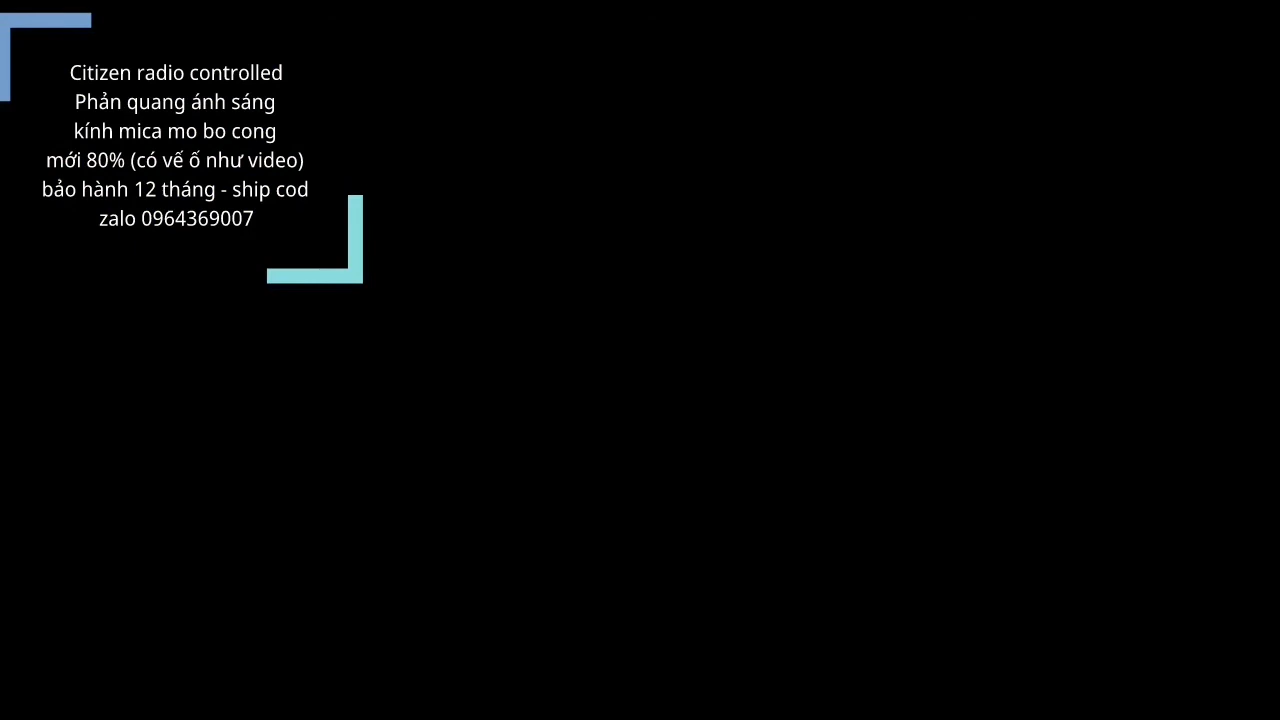 Citizen radio controlled
Phản quang ánh sáng
kính mica mo bo cong
mới 80% (có vế ố như video)
bảo hành 12 tháng - ship cod
zalo 0964369007